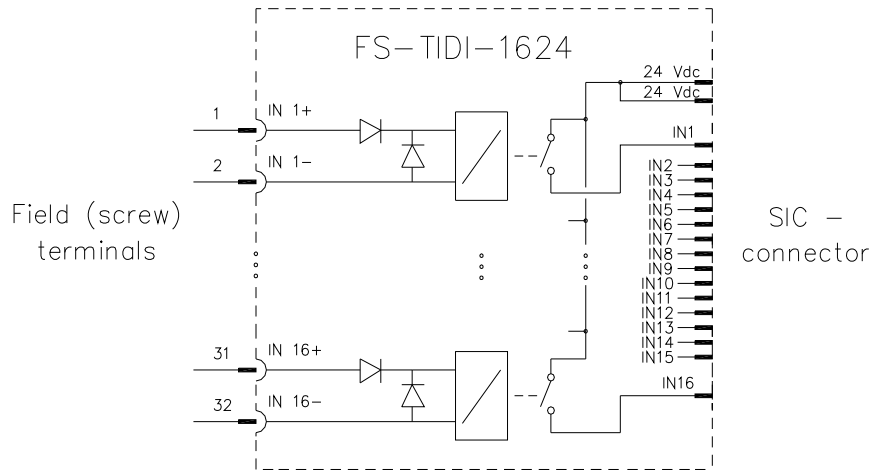 FS-TIDI-1624
24 Vdc
24 Vdc
1
IN 1+
IN1
2
IN 1-
IN2
IN3
IN4
IN5
IN6
IN7
IN8
IN9
IN10
IN11
IN12
IN13
IN14
IN15
Field (screw)
terminals
SIC -
connector
31
IN 16+
IN16
32
IN 16-